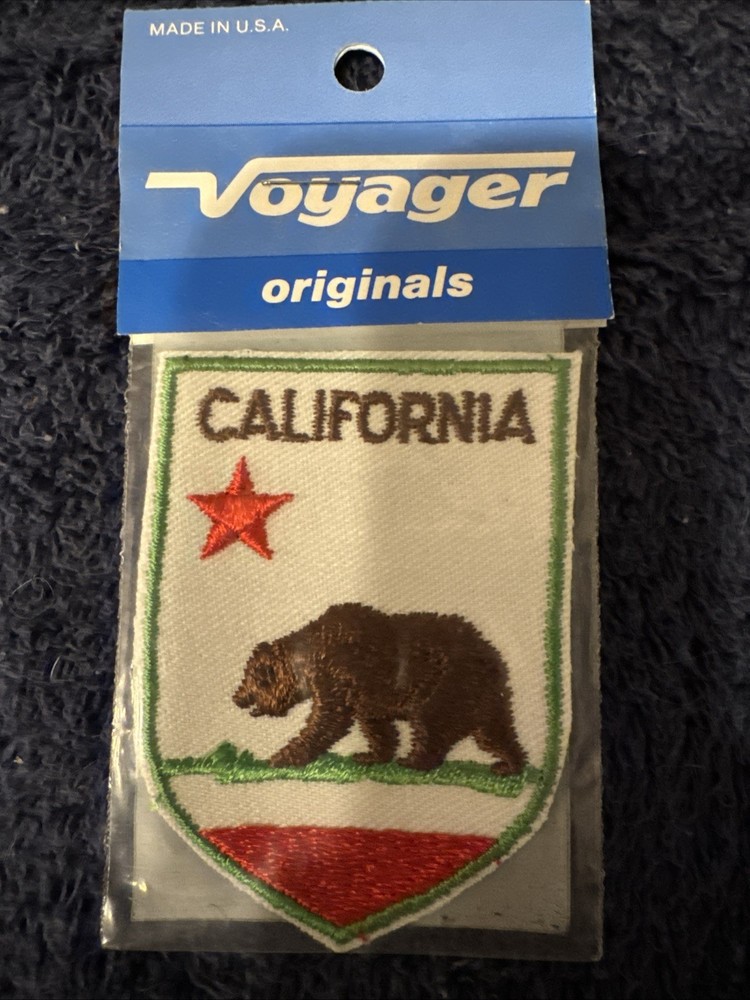 MADE IN U.S.A.
Voyager
originals
CALIFORNIA